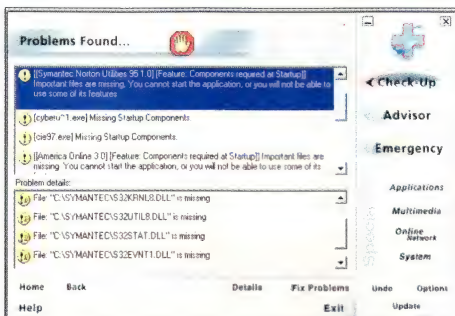 Problems Found...
[[Symantec Norton Utilities 95 1.0] [Feature: Components required at Startup]]
Important files are missing. You cannot start the application, or you will not be able to
use some of its features
[cyberu~1.exe] Missing Startup Components.
[cie97.exe] Missing Startup Components.
[[America Online 3.0] [Feature: Components required at Startup]] Important files are
missing. You cannot start the application, or you will not be able to use some of its
Problem details:
File: "C:\SYMANTEC\S32KRNL8.DLL" is missing
File: "C:\SYMANTEC\S32UTIL8.DLL" is missing
File: "C:\SYMANTEC\S32STAT.DLL" is missing
File: "C:\SYMANTEC\S32EVNT1.DLL" is missing
Home Back Details Fix Problems
Help Exit
Check-Up
Advisor
Emergency
Special
Applications
Multimedia
Online
Network
System
Undo Options
Update